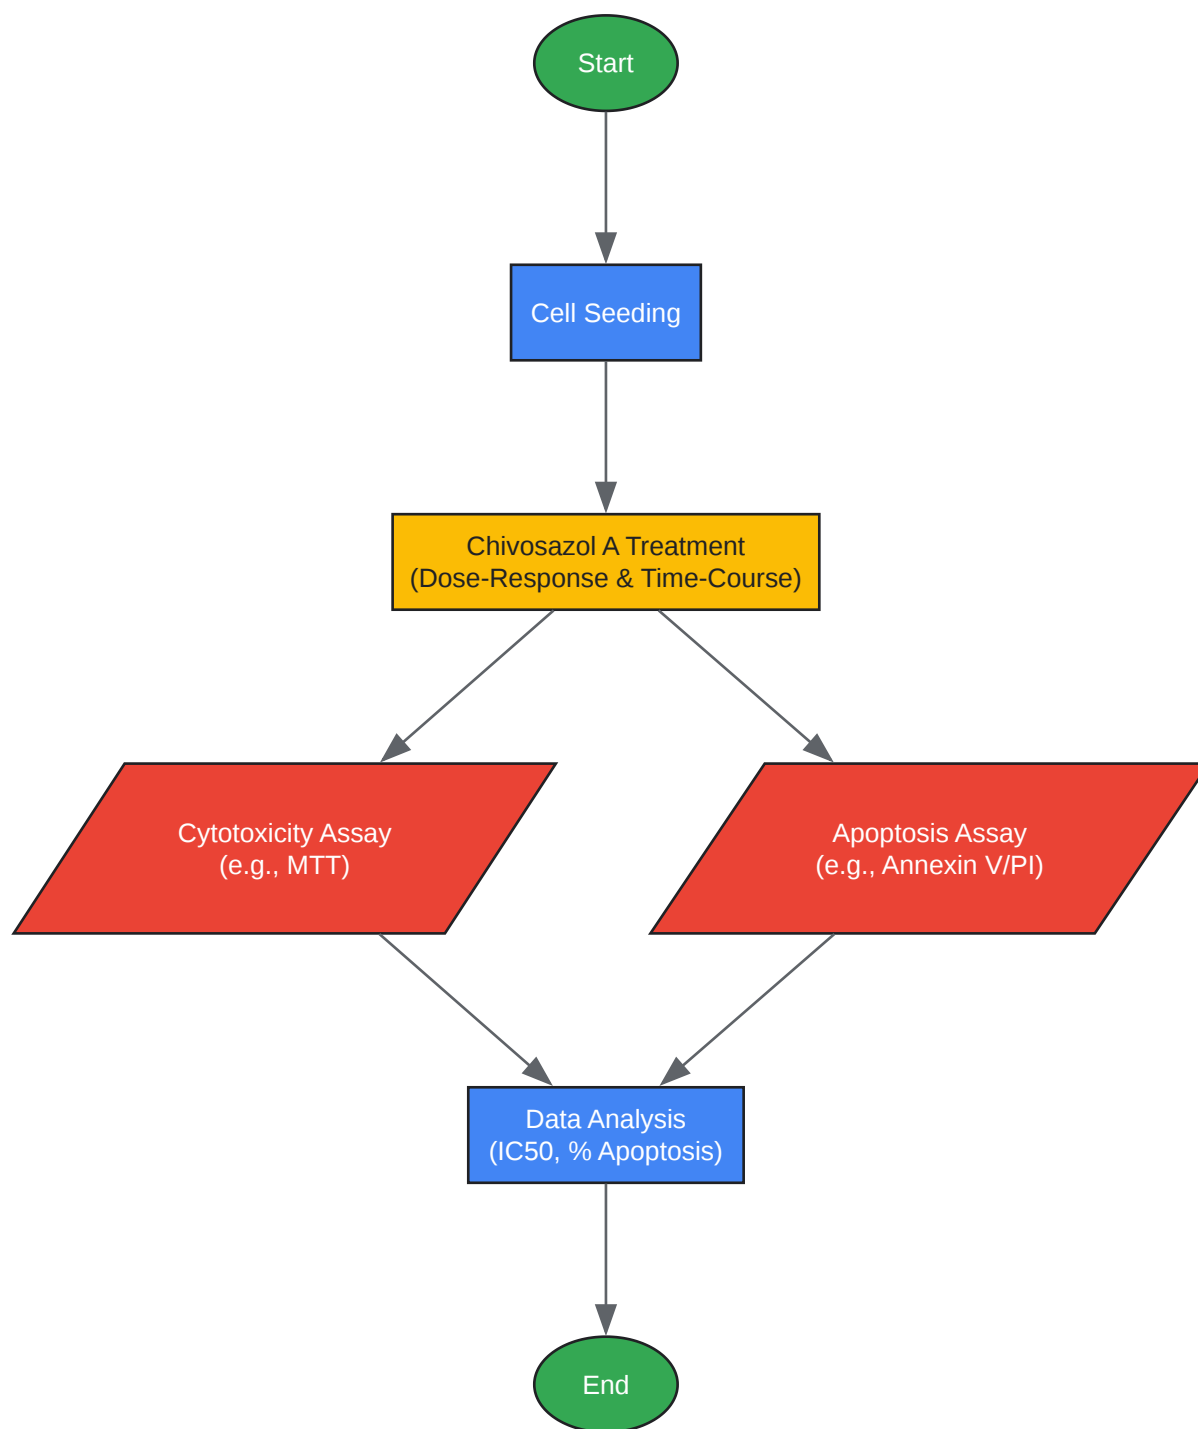 Start
Cell Seeding
Chivosazol A Treatment
(Dose-Response & Time-Course)
Cytotoxicity Assay
(e.g., MTT)
Apoptosis Assay
(e.g., Annexin V/PI)
Data Analysis
(IC50, % Apoptosis)
End